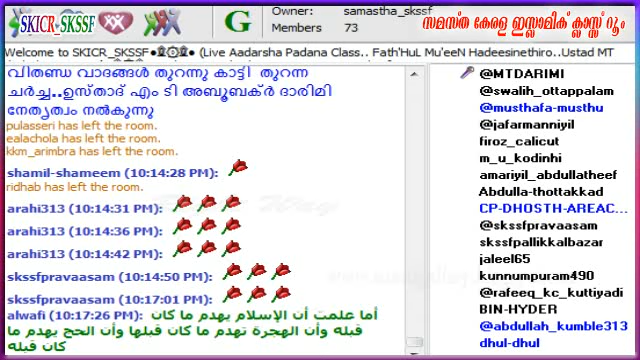 SKICR-SKSSF
G
Owner: samastha_skssf
Members 73
സമസ്ത കേരള ഇസ്ലാമിക് ക്ലാസ്സ് റൂം
Welcome to SKICR_SKSSF (Live Aadarsha Padana Class.. Fath'HuL Mu'eeN Hadeesinethiro..Ustad MT
വിതണ്ഡ വാദങ്ങൾ തുറന്നു കാട്ടി തുറന്ന
ചർച്ച..ഉസ്താദ് എം ടി അബൂബക്ർ ദാരിമി
നേതൃത്വം നൽകുന്നു
pulasseri has left the room.
ealachola has left the room.
kkm_arimbra has left the room.
shamil-shameem (10:14:28 PM):
ridhab has left the room.
arahi313 (10:14:31 PM):
arahi313 (10:14:36 PM):
arahi313 (10:14:42 PM):
skssfpravaasam (10:14:50 PM):
skssfpravaasam (10:17:01 PM):
alwafi (10:17:26 PM): أما علمت أن الإسلام يهدم ما كان
قبله وأن الهجرة تهدم ما كان قبلها وأن الحج يهدم ما
كان قبله
@MTDARIMI
@swalih_ottappalam
@musthafa-musthu
@jafarmanniyil
firoz_calicut
m_u_kodinhi
amariyil_abdullatheef
Abdulla-thottakkad
CP-DHOSTH-AREAC...
@skssfpravaasam
skssfpallikkalbazar
jaleel65
kunnumpuram490
@rafeeq_kc_kuttiyadi
BIN-HYDER
@abdullah_kumble313
dhul-dhul